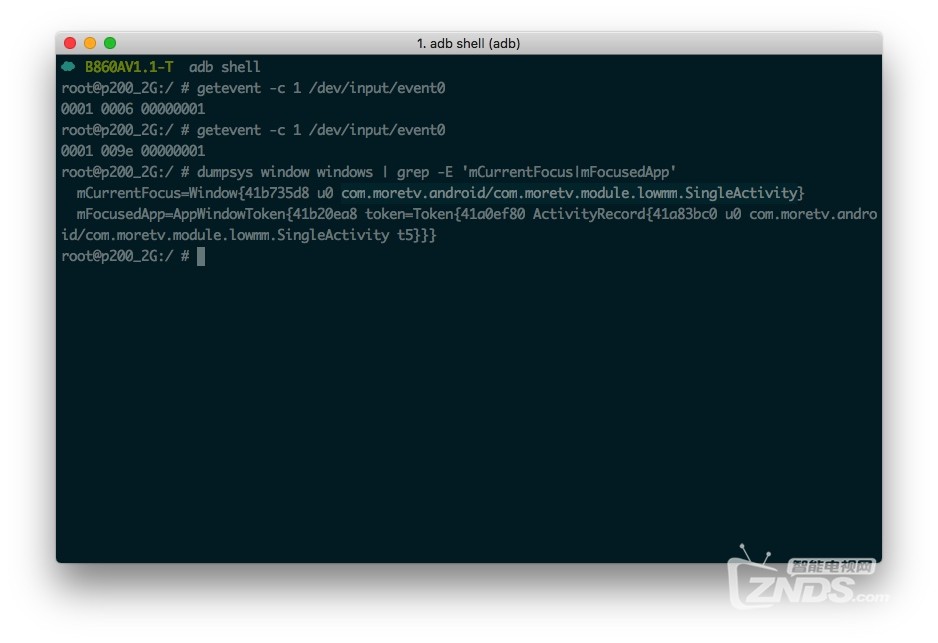 1. adb shell (adb)
B860AV1.1-T adb shell
root@p200_2G:/ # getevent -c 1 /dev/input/event0
0001 0006 00000001
root@p200_2G:/ # getevent -c 1 /dev/input/event0
0001 009e 00000001
root@p200_2G:/ # dumpsys window windows | grep -E 'mCurrentFocus|mFocusedApp'
mCurrentFocus=Window{41b735d8 u0 com.moretv.android/com.moretv.module.lowmm.SingleActivity}
mFocusedApp=AppWindowToken{41b20ea8 token=Token{41a0ef80 ActivityRecord{41a83bc0 u0 com.moretv.andro
id/com.moretv.module.lowmm.SingleActivity t5}}}
root@p200_2G:/ #
智能电视网
ZNDS.com